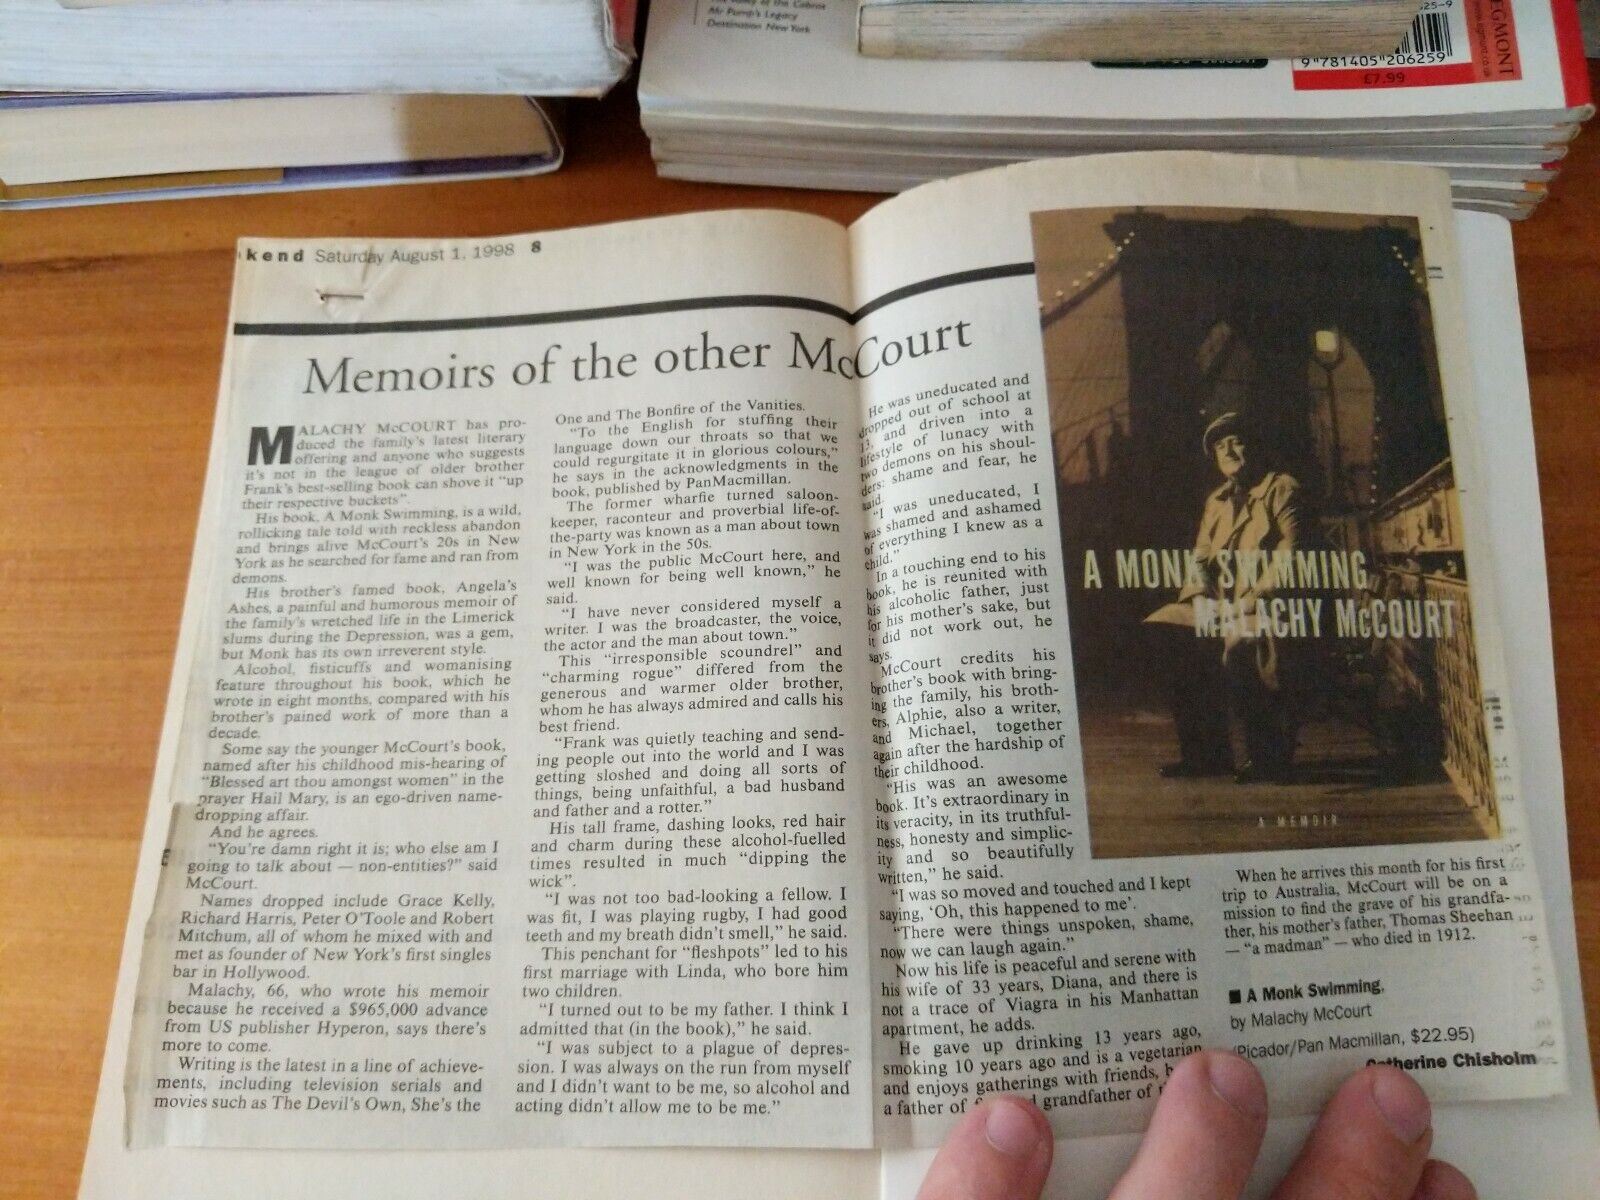 Mr Pump's Legacy
Destination New York
25-9
EGMONT
9 781405 206259
£7.99
kend Saturday August 1, 1998 8
Memoirs of the other McCourt
MALACHY McCOURT has pro-
duced the family's latest literary
offering and anyone who suggests
it's not in the league of older brother
Frank's best-selling book can shove it "up
their respective buckets".
His book, A Monk Swimming, is a wild,
rollicking tale told with reckless abandon
and brings alive McCourt's 20s in New
York as he searched for fame and ran from
demons.
His brother's famed book, Angela's
Ashes, a painful and humorous memoir of
the family's wretched life in the Limerick
slums during the Depression, was a gem,
but Monk has its own irreverent style.
Alcohol, fisticuffs and womanising
feature throughout his book, which he
wrote in eight months, compared with his
brother's pained work of more than a
decade.
Some say the younger McCourt's book,
named after his childhood mis-hearing of
"Blessed art thou amongst women" in the
prayer Hail Mary, is an ego-driven name-
dropping affair.
And he agrees.
"You're damn right it is; who else am I
going to talk about — non-entities?" said
McCourt.
Names dropped include Grace Kelly,
Richard Harris, Peter O'Toole and Robert
Mitchum, all of whom he mixed with and
met as founder of New York's first singles
bar in Hollywood.
Malachy, 66, who wrote his memoir
because he received a $965,000 advance
from US publisher Hyperon, says there's
more to come.
Writing is the latest in a line of achieve-
ments, including television serials and
movies such as The Devil's Own, She's the
One and The Bonfire of the Vanities.
"To the English for stuffing their
language down our throats so that we
could regurgitate it in glorious colours,"
he says in the acknowledgments in the
book, published by PanMacmillan.
The former wharfie turned saloon-
keeper, raconteur and proverbial life-of-
the-party was known as a man about town
in New York in the 50s.
"I was the public McCourt here, and
well known for being well known," he
said.
"I have never considered myself a
writer. I was the broadcaster, the voice,
the actor and the man about town."
This "irresponsible scoundrel" and
"charming rogue" differed from the
generous and warmer older brother,
whom he has always admired and calls his
best friend.
"Frank was quietly teaching and send-
ing people out into the world and I was
getting sloshed and doing all sorts of
things, being unfaithful, a bad husband
and father and a rotter."
His tall frame, dashing looks, red hair
and charm during these alcohol-fuelled
times resulted in much "dipping the
wick".
"I was not too bad-looking a fellow. I
was fit, I was playing rugby, I had good
teeth and my breath didn't smell," he said.
This penchant for "fleshpots" led to his
first marriage with Linda, who bore him
two children.
"I turned out to be my father. I think I
admitted that (in the book)," he said.
"I was subject to a plague of depres-
sion. I was always on the run from myself
and I didn't want to be me, so alcohol and
acting didn't allow me to be me."
He was uneducated and
dropped out of school at
13, and driven into a
lifestyle of lunacy with
two demons on his shoul-
ders: shame and fear, he
said.
"I was uneducated, I
was shamed and ashamed
of everything I knew as a
child."
In a touching end to his
book, he is reunited with
his alcoholic father, just
for his mother's sake, but
it did not work out, he
says.
McCourt credits his
brother's book with bring-
ing the family, his broth-
ers, Alphie, also a writer,
and Michael, together
again after the hardship of
their childhood.
"His was an awesome
book. It's extraordinary in
its veracity, in its truthful-
ness, honesty and simplic-
ity and so beautifully
written," he said.
"I was so moved and touched and I kept
saying, 'Oh, this happened to me'.
"There were things unspoken, shame,
now we can laugh again."
Now his life is peaceful and serene with
his wife of 33 years, Diana, and there is
not a trace of Viagra in his Manhattan
apartment, he adds.
He gave up drinking 13 years ago,
smoking 10 years ago and is a vegetarian
and enjoys gatherings with friends,
a father of grandfather of
A MONK SWIMMING
MALACHY McCOURT
A MEMOIR
When he arrives this month for his first
trip to Australia, McCourt will be on a
mission to find the grave of his grandfa-
ther, his mother's father, Thomas Sheehan
— "a madman" — who died in 1912.
■ A Monk Swimming,
by Malachy McCourt
(Picador/Pan Macmillan, $22.95)
Catherine Chisholm